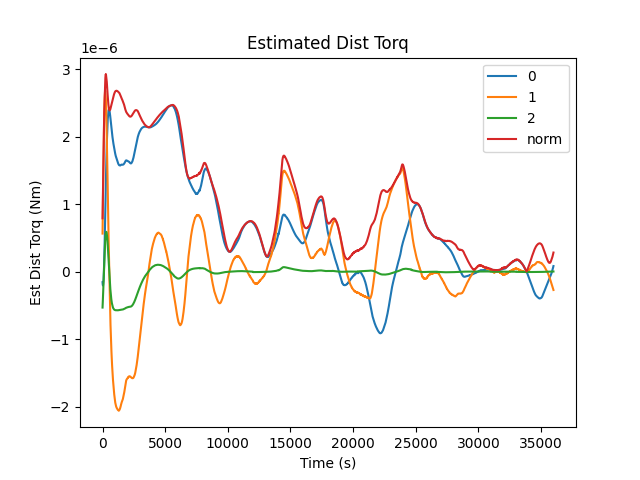 Estimated Dist Torq
1e−6
3
2
1
0
−1
−2
Est Dist Torq (Nm)
0
1
2
norm
0 5000 10000 15000 20000 25000 30000 35000
Time (s)